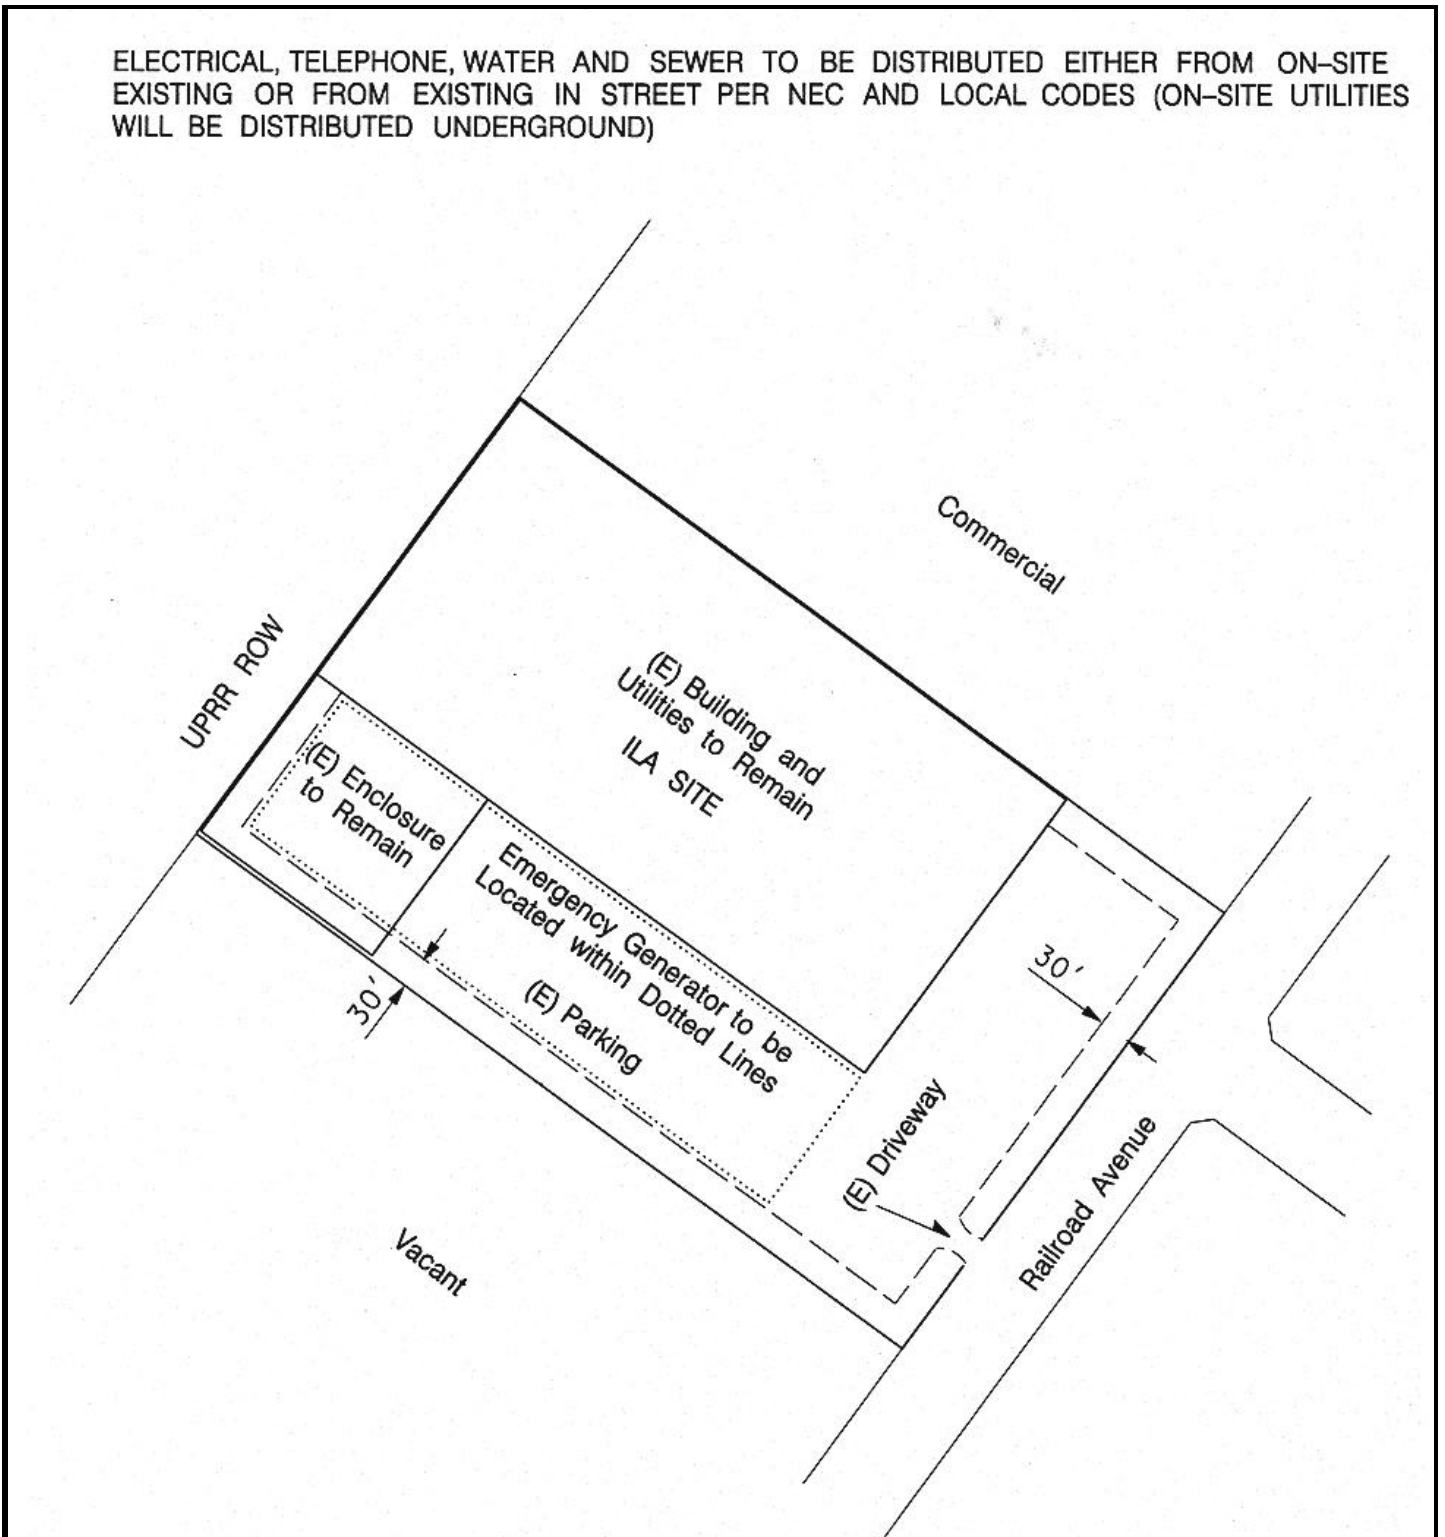 ELECTRICAL, TELEPHONE, WATER AND SEWER TO BE DISTRIBUTED EITHER FROM ON–SITE
EXISTING OR FROM EXISTING IN STREET PER NEC AND LOCAL CODES (ON–SITE UTILITIES
WILL BE DISTRIBUTED UNDERGROUND)
Commercial
UPRR ROW
(E) Building and
Utilities to Remain
ILA SITE
(E) Enclosure
to Remain
Emergency Generator to be
Located within Dotted Lines
(E) Parking
30'
30'
(E) Driveway
Railroad Avenue
Vacant